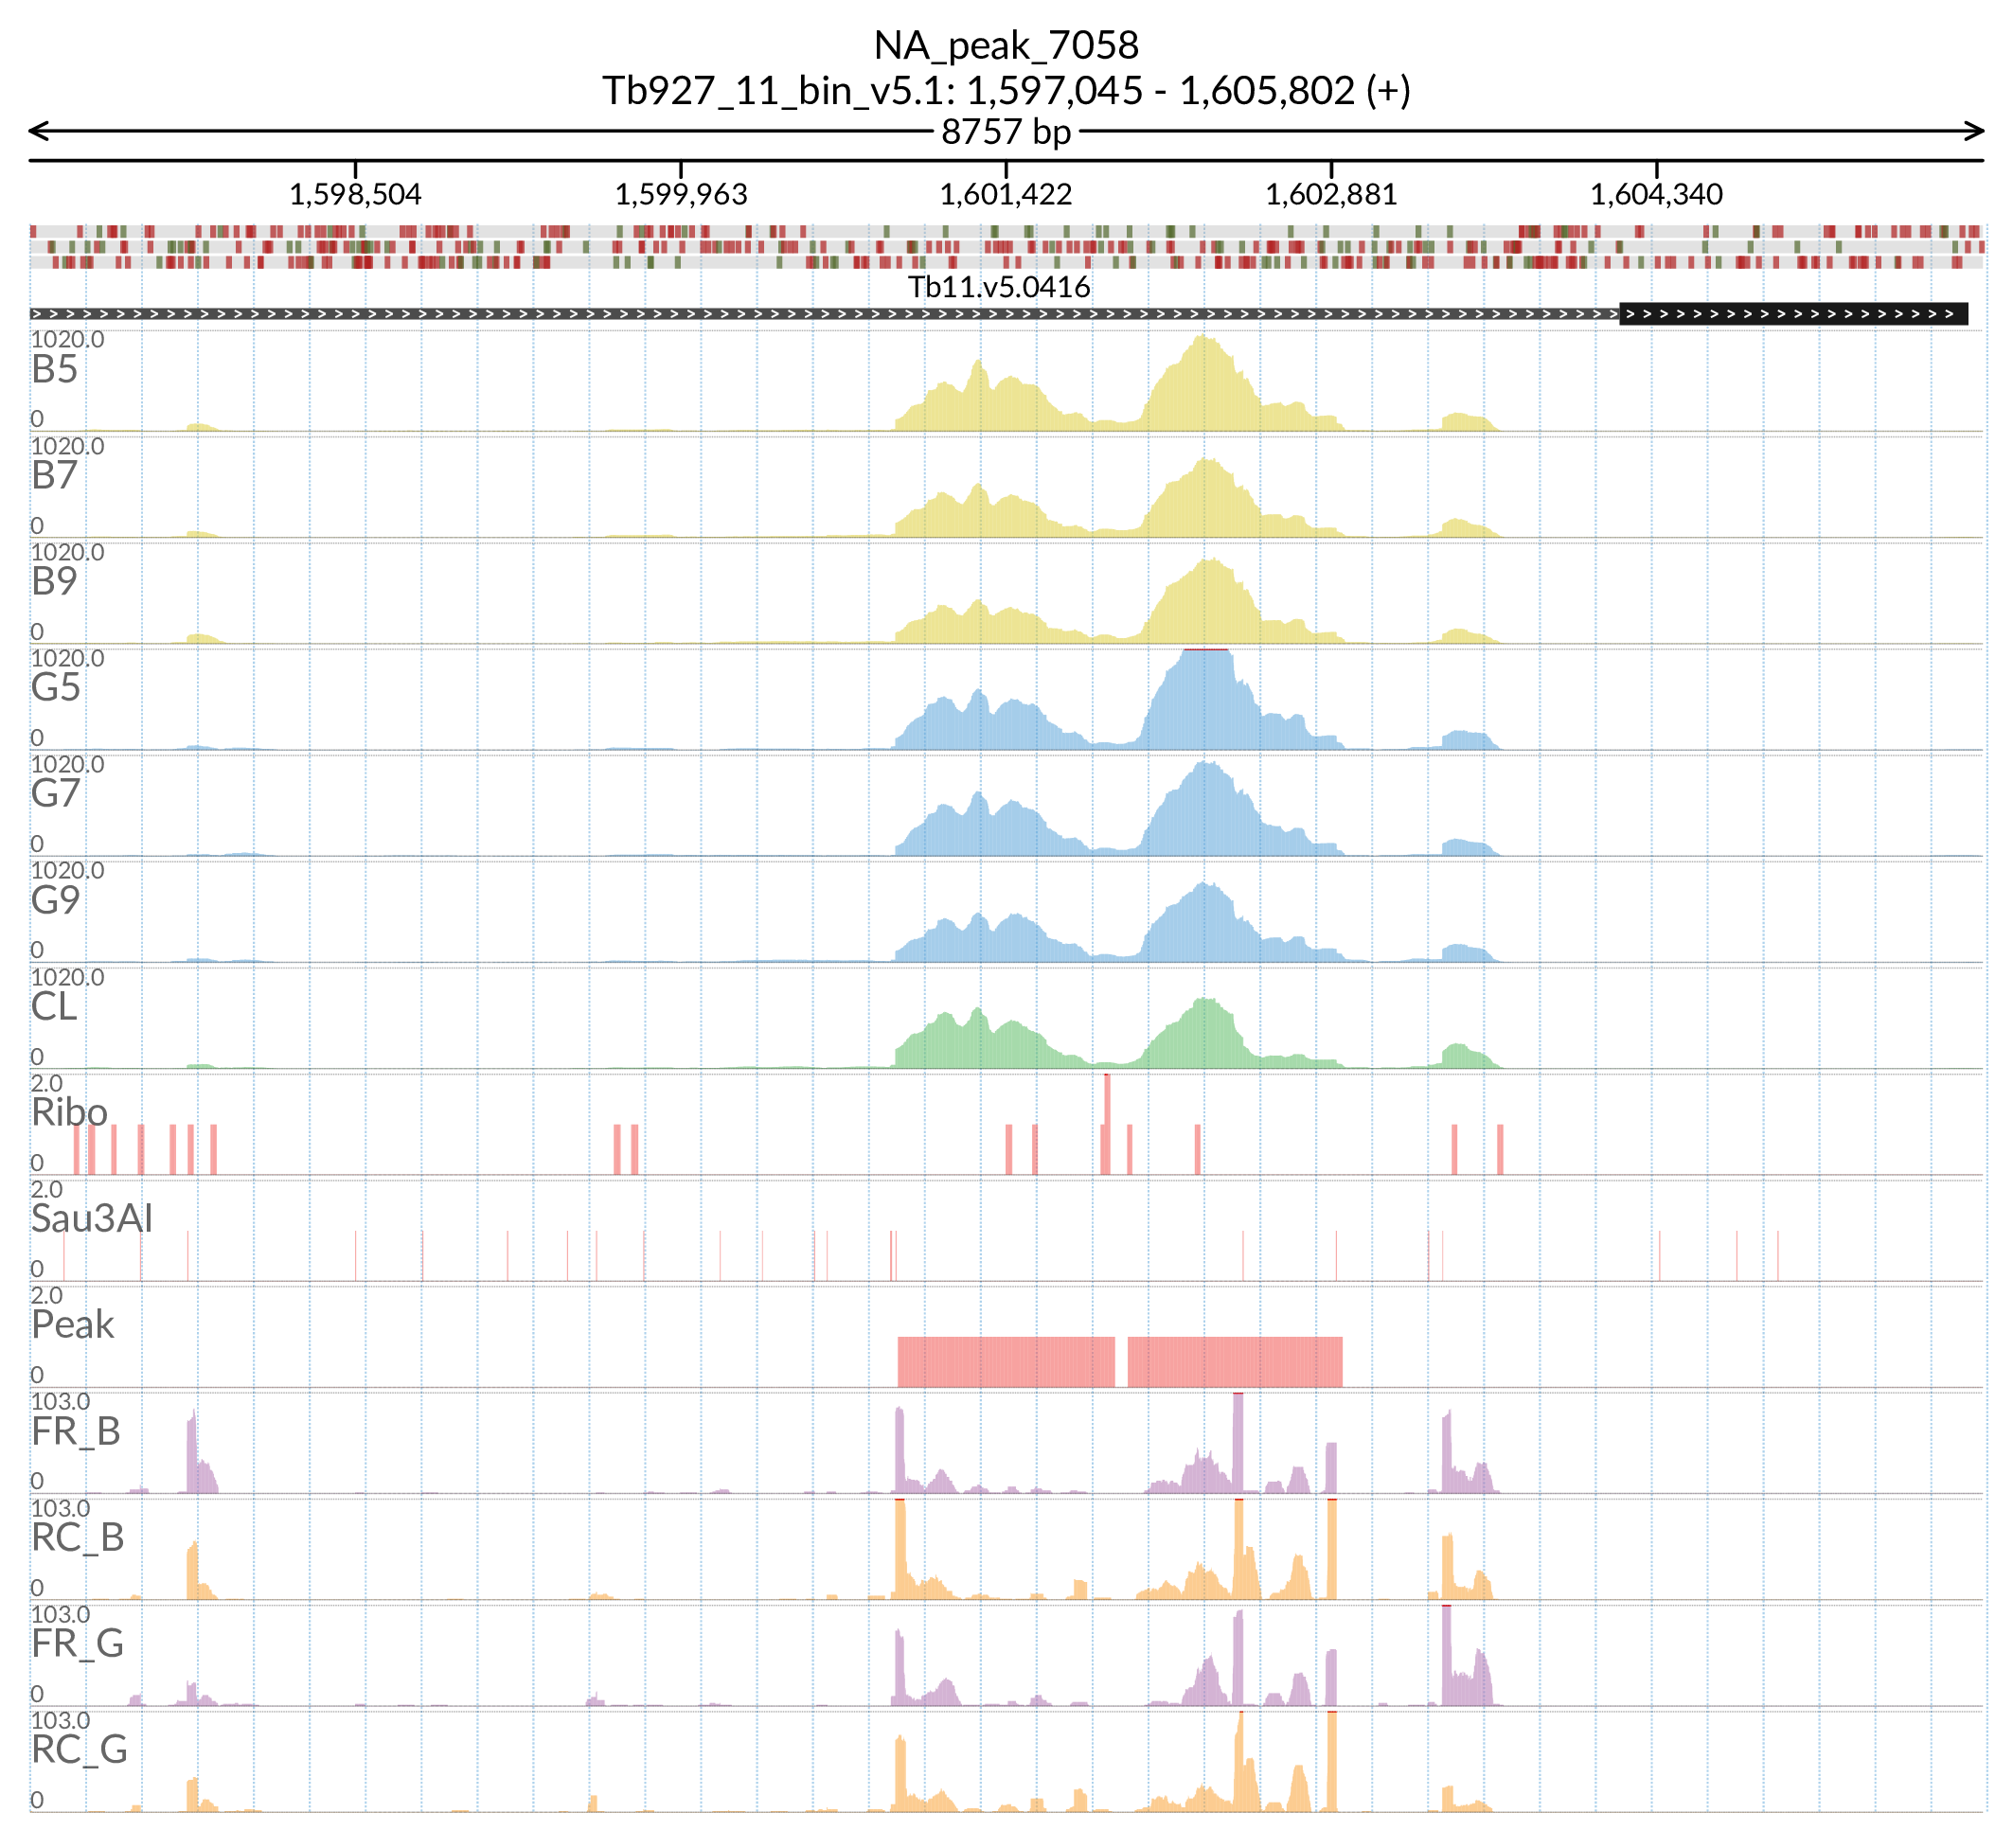 NA_peak_7058
Tb927_11_bin_v5.1: 1,597,045 - 1,605,802 (+)
8757 bp
1,598,504 1,599,963 1,601,422 1,602,881 1,604,340
Tb11.v5.0416
1020.0
B5
0
1020.0
B7
0
1020.0
B9
0
1020.0
G5
0
1020.0
G7
0
1020.0
G9
0
1020.0
CL
0
2.0
Ribo
0
2.0
Sau3AI
0
2.0
Peak
0
103.0
FR_B
0
103.0
RC_B
0
103.0
FR_G
0
103.0
RC_G
0